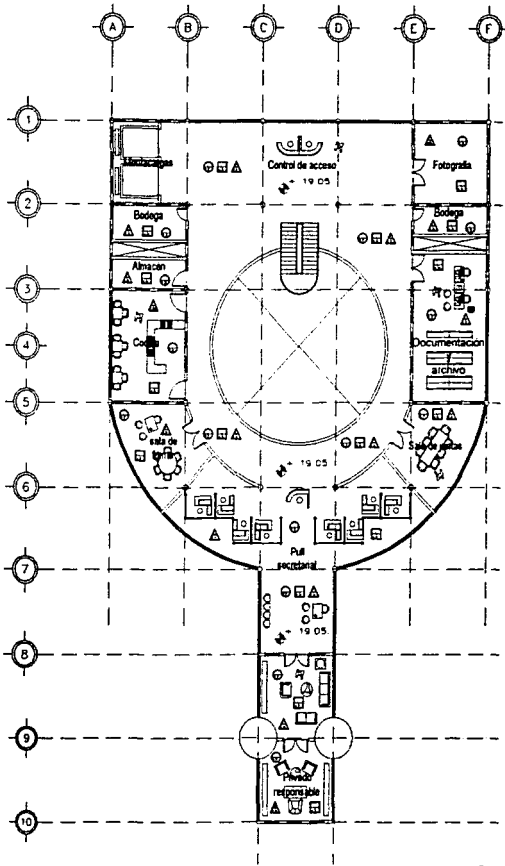 A B C D E F
1
Montacargas
Control de acceso
Fotografia
+ 19.05
2
Bodega
Bodega
Almacen
3
4
Documentación
archivo
5
sala de
Sala de
+ 19.05
6
Pull
secretarial
7
+ 19.05
8
9
Privado
responsable
10